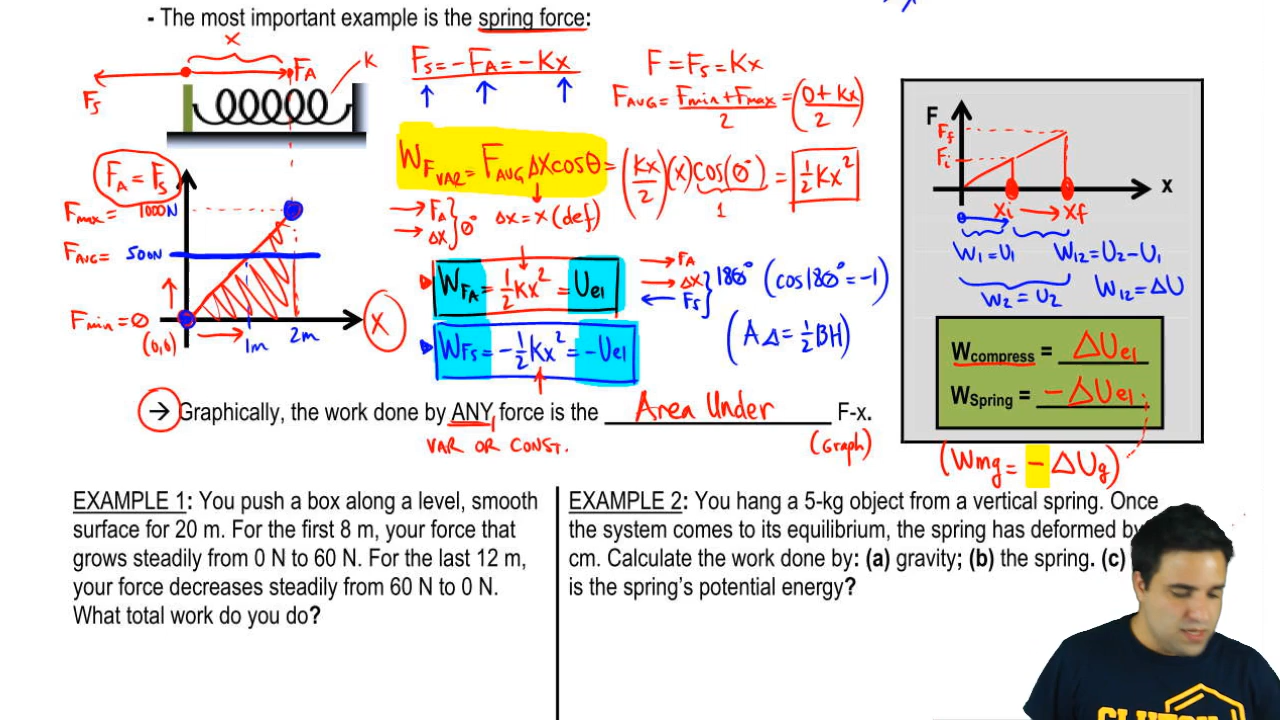 - The most important example is the spring force:
x
FA
K
Fs
Fs = -FA = -Kx
F = Fs = Kx
FAVG = Fmin + Fmax / 2 = (0 + Kx / 2)
WF VAR = FAVG ΔX cosθ = (Kx / 2)(x) cos(0°) = ½Kx²
1
FA = Fs
Fmax = 1000N
FAVG = 500N
Fmin = 0
(0,0)
1m
2m
X
→ FA
→ ΔX } 0°
Δx = x (def)
WFA = ½Kx² = Uel
WFs = -½Kx² = -Uel
→ FA
→ ΔX
← Fs } 180° (cos180° = -1)
(AΔ = ½BH)
F
Ff
Fi
x
Xi → Xf
W1 = U1
W12 = U2 - U1
W2 = U2
W12 = ΔU
Wcompress = ΔUel
WSpring = -ΔUel
(Wmg = -ΔUg)
→ Graphically, the work done by ANY force is the Area Under F-x.
VAR OR CONST.
(Graph)
EXAMPLE 1: You push a box along a level, smooth
surface for 20 m. For the first 8 m, your force that
grows steadily from 0 N to 60 N. For the last 12 m,
your force decreases steadily from 60 N to 0 N.
What total work do you do?
EXAMPLE 2: You hang a 5-kg object from a vertical spring. Once
the system comes to its equilibrium, the spring has deformed by
cm. Calculate the work done by: (a) gravity; (b) the spring. (c)
is the spring's potential energy?